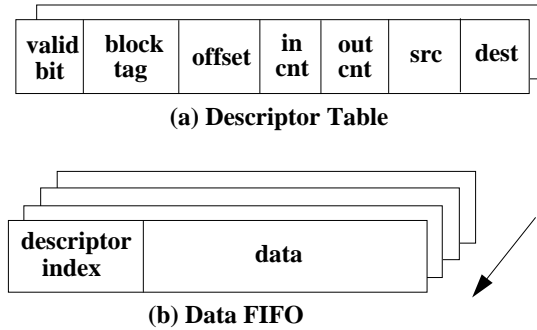 valid bit block tag offset in cnt out cnt src dest
(a) Descriptor Table
descriptor index data
(b) Data FIFO